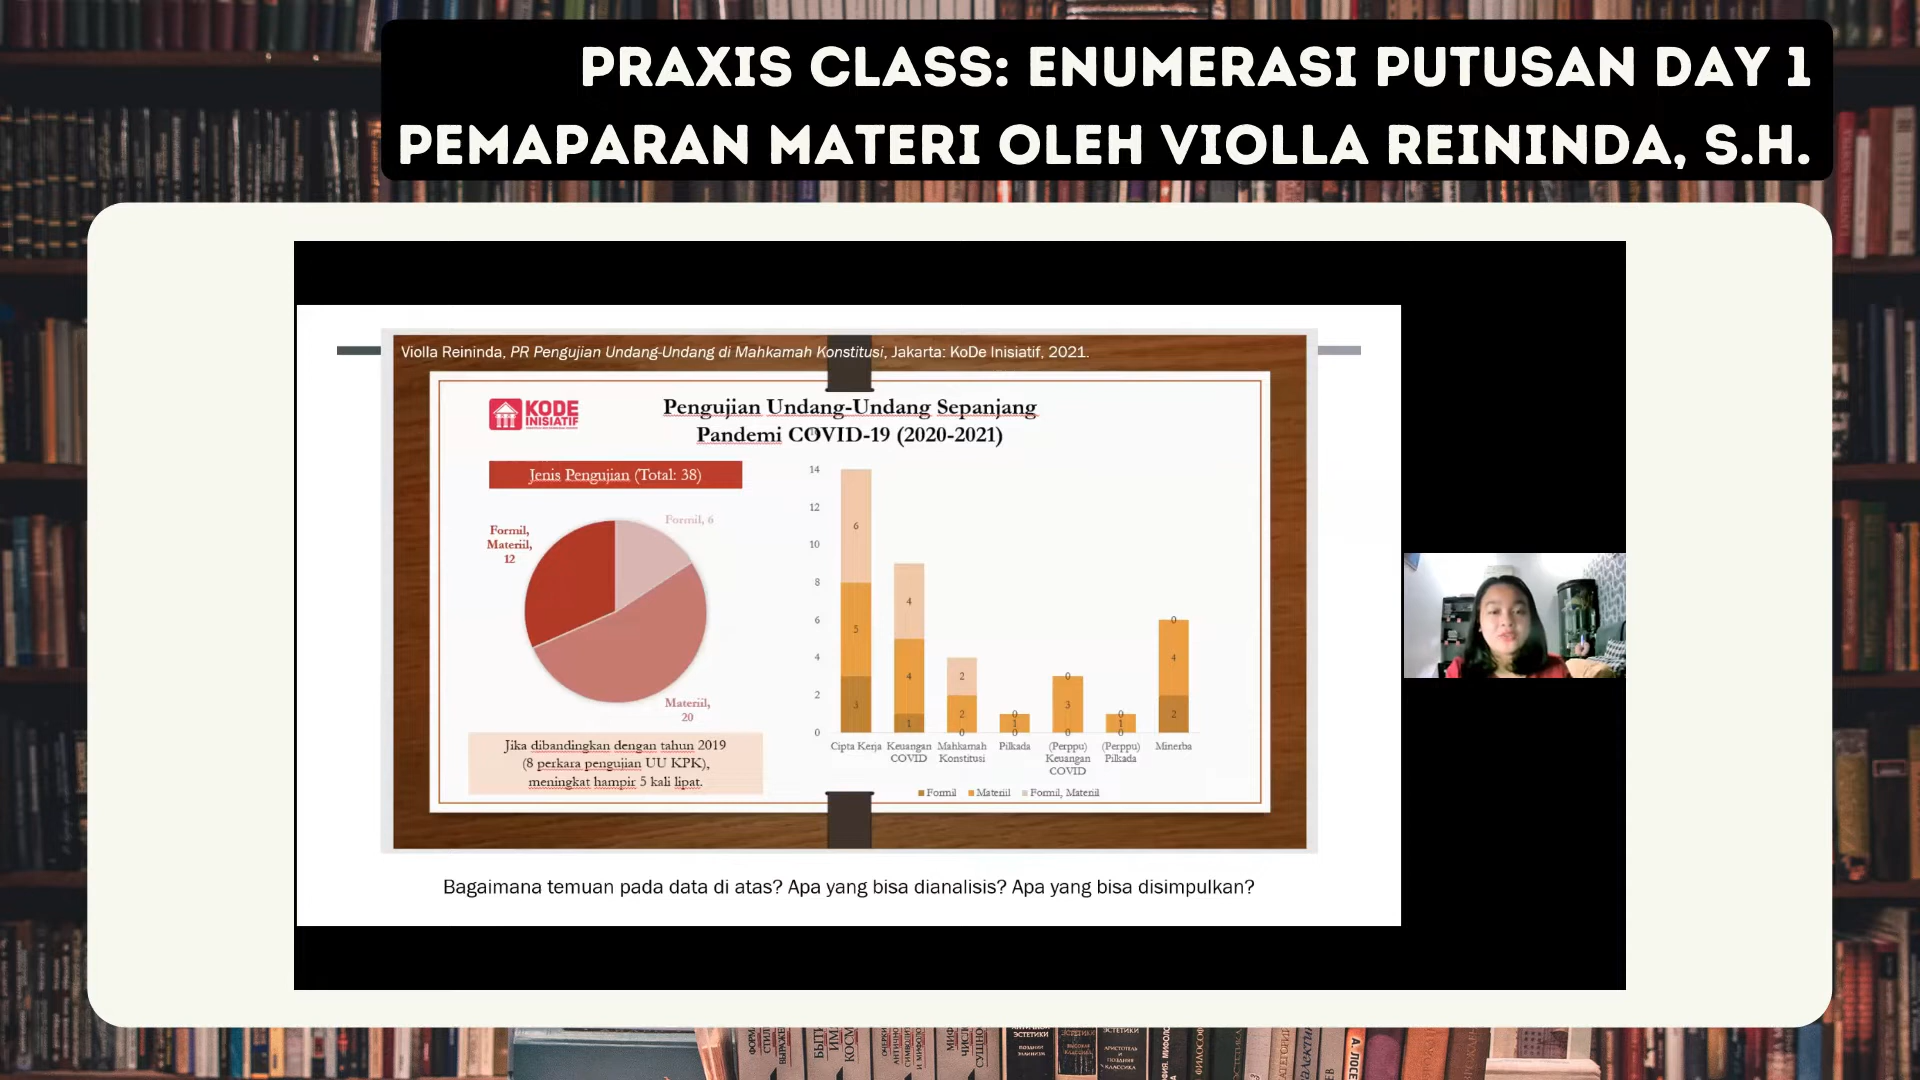 PRAXIS CLASS: ENUMERASI PUTUSAN DAY 1
PEMAPARAN MATERI OLEH VIOLLA REININDA, S.H.
Violla Reininda, PR Pengujian Undang-Undang di Mahkamah Konstitusi, Jakarta: KoDe Inisiatif, 2021.
KODE
INISIATIF
Pengujian Undang-Undang Sepanjang
Pandemi COVID-19 (2020-2021)
Jenis Pengujian (Total: 38)
Formil, 6
Formil,
Materiil,
12
Materiil,
20
Jika dibandingkan dengan tahun 2019
(8 perkara pengujian UU KPK),
meningkat hampir 5 kali lipat.
14
12
10
8
6
4
2
0
6
5
3
4
4
1
2
2
0
0
1
0
0
3
0
0
1
0
0
4
2
Cipta Kerja
Keuangan
COVID
Mahkamah
Konstitusi
Pilkada
(Perppu)
Keuangan
COVID
(Perppu)
Pilkada
Minerba
Formil
Materiil
Formil, Materiil
Bagaimana temuan pada data di atas? Apa yang bisa dianalisis? Apa yang bisa disimpulkan?